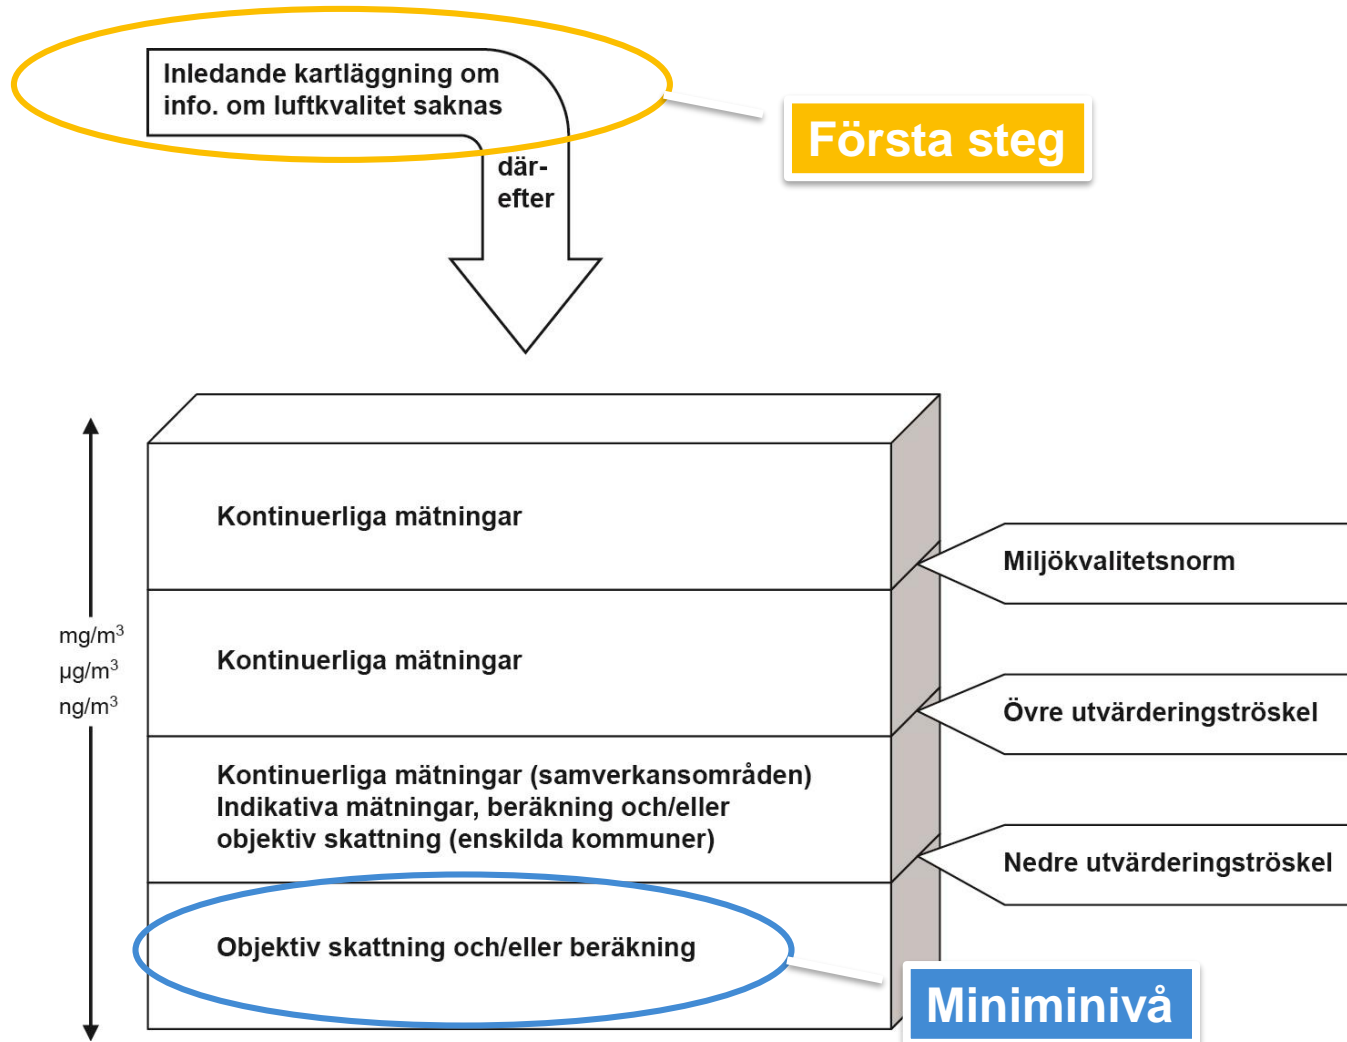 Inledande kartläggning om
info. om luftkvalitet saknas
Första steg
där-
efter
Kontinuerliga mätningar
Miljökvalitetsnorm
mg/m³
µg/m³
ng/m³
Kontinuerliga mätningar
Övre utvärderingströskel
Kontinuerliga mätningar (samverkansområden)
Indikativa mätningar, beräkning och/eller
objektiv skattning (enskilda kommuner)
Nedre utvärderingströskel
Objektiv skattning och/eller beräkning
Miniminivå